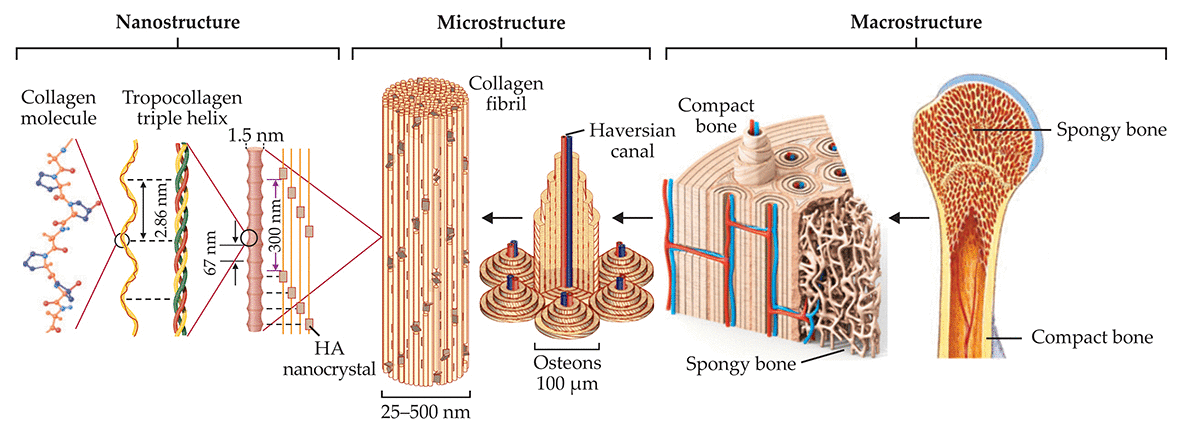 Nanostructure
Microstructure
Macrostructure
Collagen
molecule
Tropocollagen
triple helix
1.5 nm
2.86 nm
67 nm
300 nm
HA
nanocrystal
Collagen
fibril
25–500 nm
Haversian
canal
Osteons
100 µm
Compact
bone
Spongy bone
Spongy bone
Compact bone